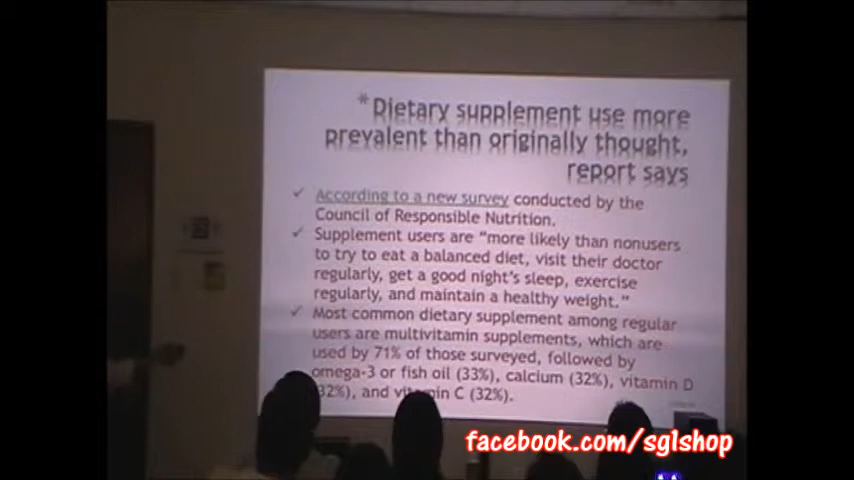 *Dietary supplement use more
prevalent than originally thought,
report says
✓ According to a new survey conducted by the
Council of Responsible Nutrition.
✓ Supplement users are “more likely than nonusers
to try to eat a balanced diet, visit their doctor
regularly, get a good night's sleep, exercise
regularly, and maintain a healthy weight.”
✓ Most common dietary supplement among regular
users are multivitamin supplements, which are
used by 71% of those surveyed, followed by
omega-3 or fish oil (33%), calcium (32%), vitamin D
32%), and vitamin C (32%).
facebook.com/sg1shop